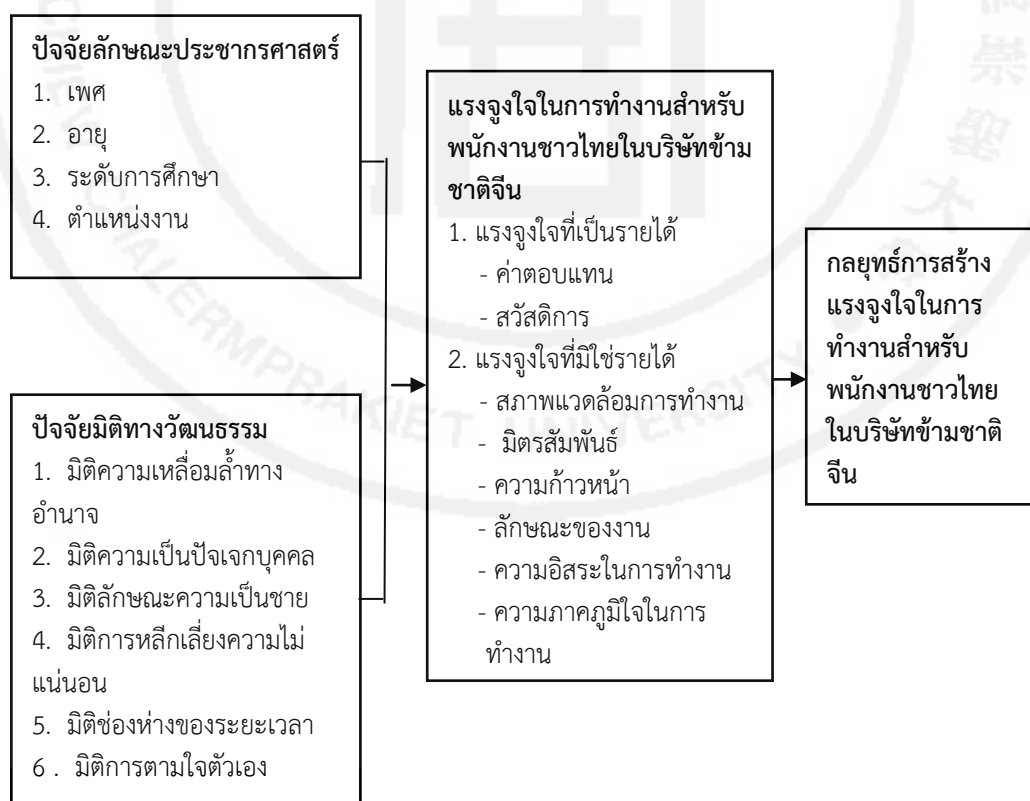 ปัจจัยลักษณะประชากรศาสตร์
1. เพศ
2. อายุ
3. ระดับการศึกษา
4. ตำแหน่งงาน
ปัจจัยมิติทางวัฒนธรรม
1. มิติความเหลื่อมล้ำทาง
อำนาจ
2. มิติความเป็นปัจเจกบุคคล
3. มิติลักษณะความเป็นชาย
4. มิติการหลีกเลี่ยงความไม่
แน่นอน
5. มิติช่องห่างของระยะเวลา
6 . มิติการตามใจตัวเอง
แรงจูงใจในการทำงานสำหรับ
พนักงานชาวไทยในบริษัทข้าม
ชาติจีน
1. แรงจูงใจที่เป็นรายได้
- ค่าตอบแทน
- สวัสดิการ
2. แรงจูงใจที่มิใช่รายได้
- สภาพแวดล้อมการทำงาน
- มิตรสัมพันธ์
- ความก้าวหน้า
- ลักษณะของงาน
- ความอิสระในการทำงาน
- ความภาคภูมิใจในการ
ทำงาน
กลยุทธ์การสร้าง
แรงจูงใจในการ
ทำงานสำหรับ
พนักงานชาวไทย
ในบริษัทข้ามชาติ
จีน
CHALERMPRAKIET UNIVERSITY
崇聖大